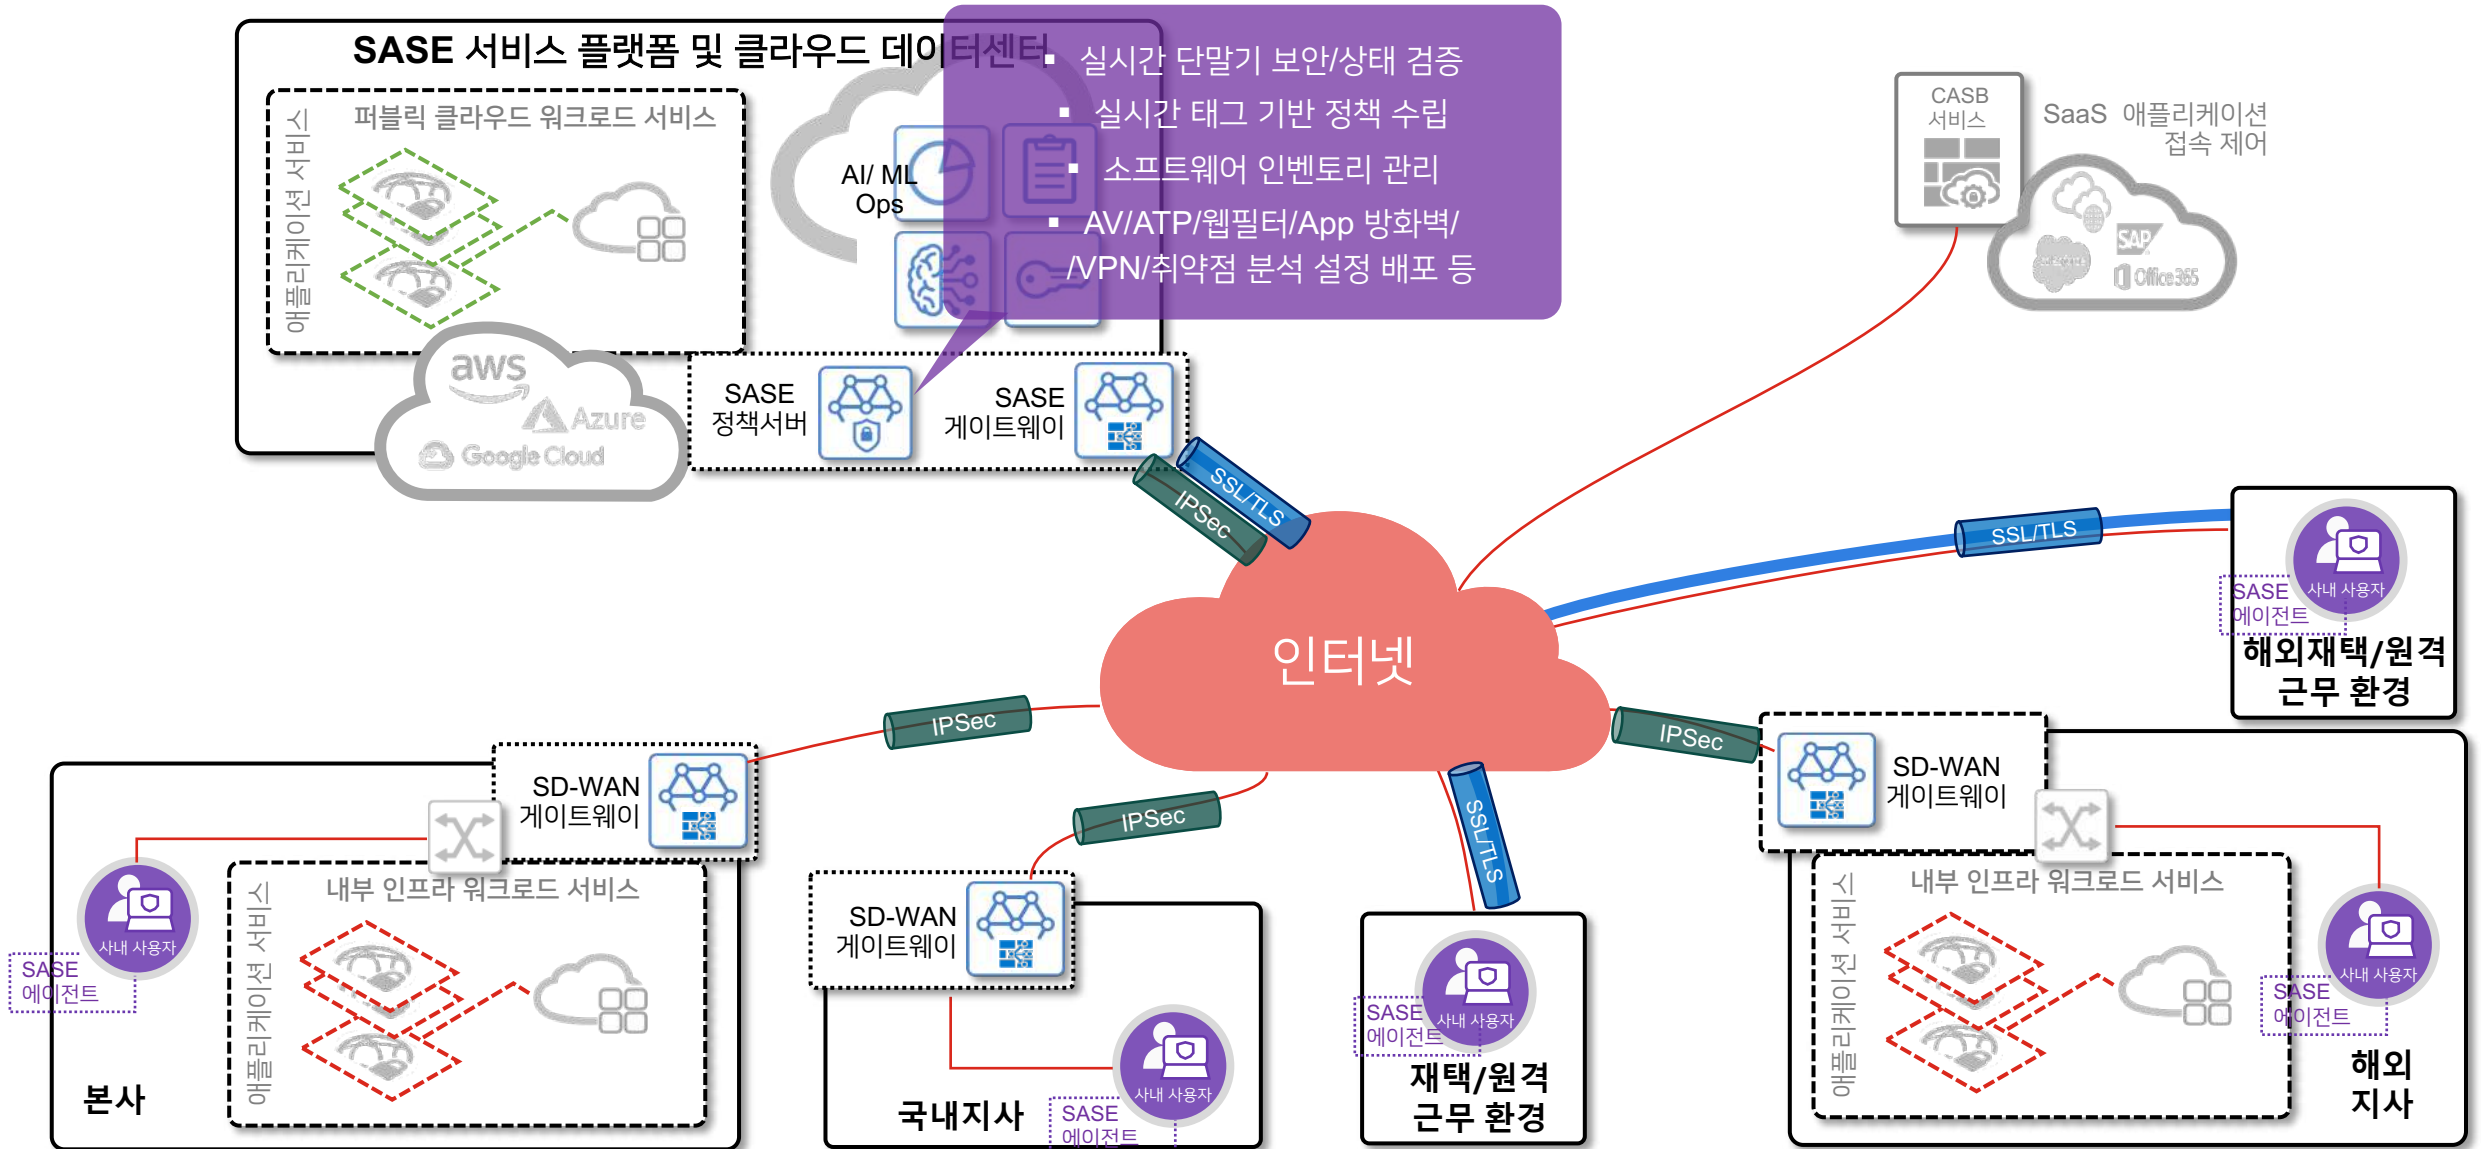 SASE 서비스 플랫폼 및 클라우드 데이터센터
▪ 실시간 단말기 보안/상태 검증
▪ 실시간 태그 기반 정책 수립
▪ 소프트웨어 인벤토리 관리
▪ AV/ATP/웹필터/App 방화벽/
/VPN/취약점 분석 설정 배포 등
애플리케이션 서비스
퍼블릭 클라우드 워크로드 서비스
AI/ ML
Ops
aws
Azure
Google Cloud
SASE
정책서버
SASE
게이트웨이
CASB
서비스
SaaS 애플리케이션
접속 제어
SAP
Office 365
SSL/TLS
IPSec
SSL/TLS
인터넷
사내 사용자
SASE
에이전트
해외재택/원격
근무 환경
IPSec
IPSec
IPSec
SSL/TLS
SD-WAN
게이트웨이
애플리케이션 서비스
내부 인프라 워크로드 서비스
사내 사용자
SASE
에이전트
본사
SD-WAN
게이트웨이
사내 사용자
SASE
에이전트
국내지사
사내 사용자
SASE
에이전트
재택/원격
근무 환경
SD-WAN
게이트웨이
애플리케이션 서비스
내부 인프라 워크로드 서비스
사내 사용자
SASE
에이전트
해외
지사